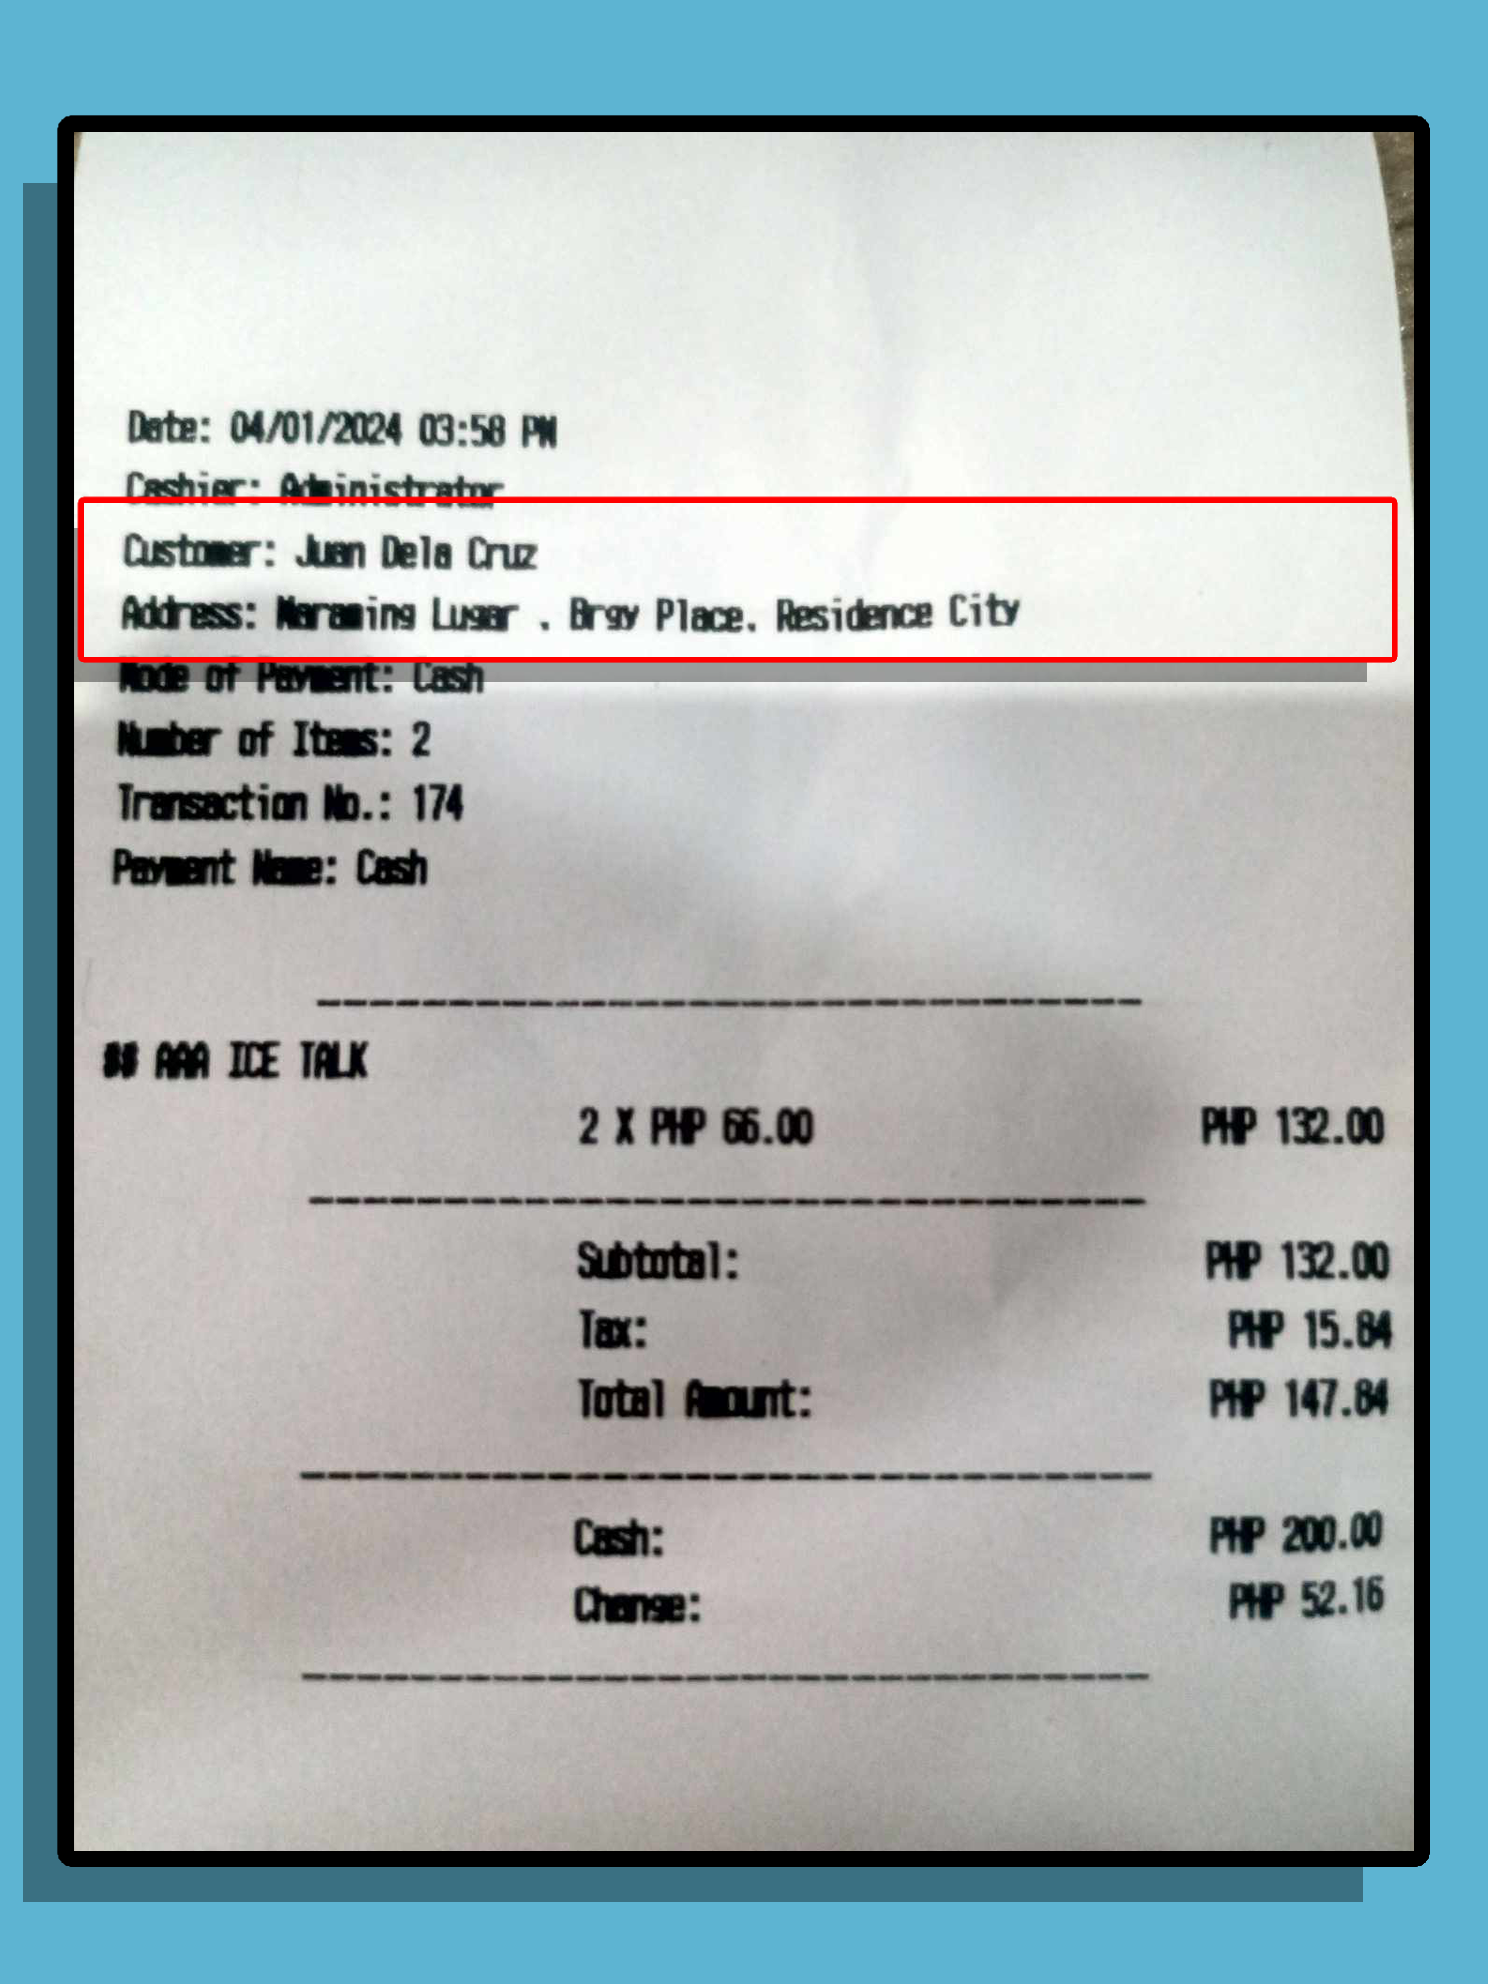 Date: 04/01/2024 03:58 PM
Cashier: Administrator
Customer: Juan Dela Cruz
Address: Maraming Lugar , Brgy Place, Residence City
Mode of Payment: Cash
Number of Items: 2
Transaction No.: 174
Payment Name: Cash
--------------------------------
## AAA ICE TALK
2 X PHP 66.00 PHP 132.00
--------------------------------
Subtotal: PHP 132.00
Tax: PHP 15.84
Total Amount: PHP 147.84
--------------------------------
Cash: PHP 200.00
Change: PHP 52.16
--------------------------------